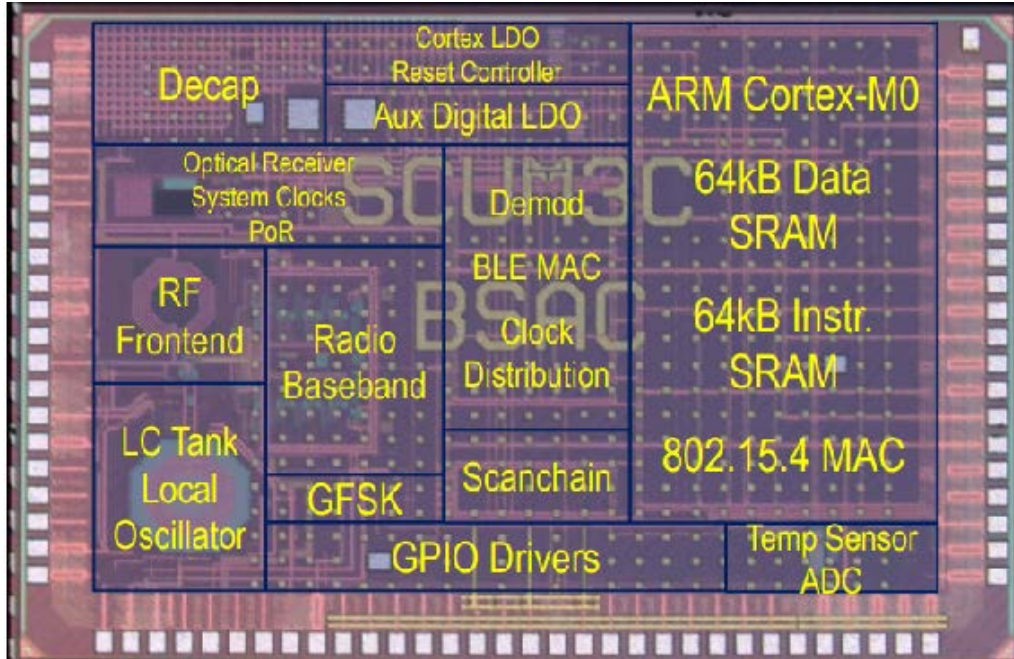 Decap
Cortex LDO
Reset Controller
Aux Digital LDO
ARM Cortex-M0
64kB Data
SRAM
64kB Instr.
SRAM
802.15.4 MAC
Optical Receiver
System Clocks
PoR
SCUM3C
BSAC
Demod
BLE MAC
Clock
Distribution
RF
Frontend
Radio
Baseband
LC Tank
Local
Oscillator
GFSK
Scanchain
GPIO Drivers
Temp Sensor
ADC